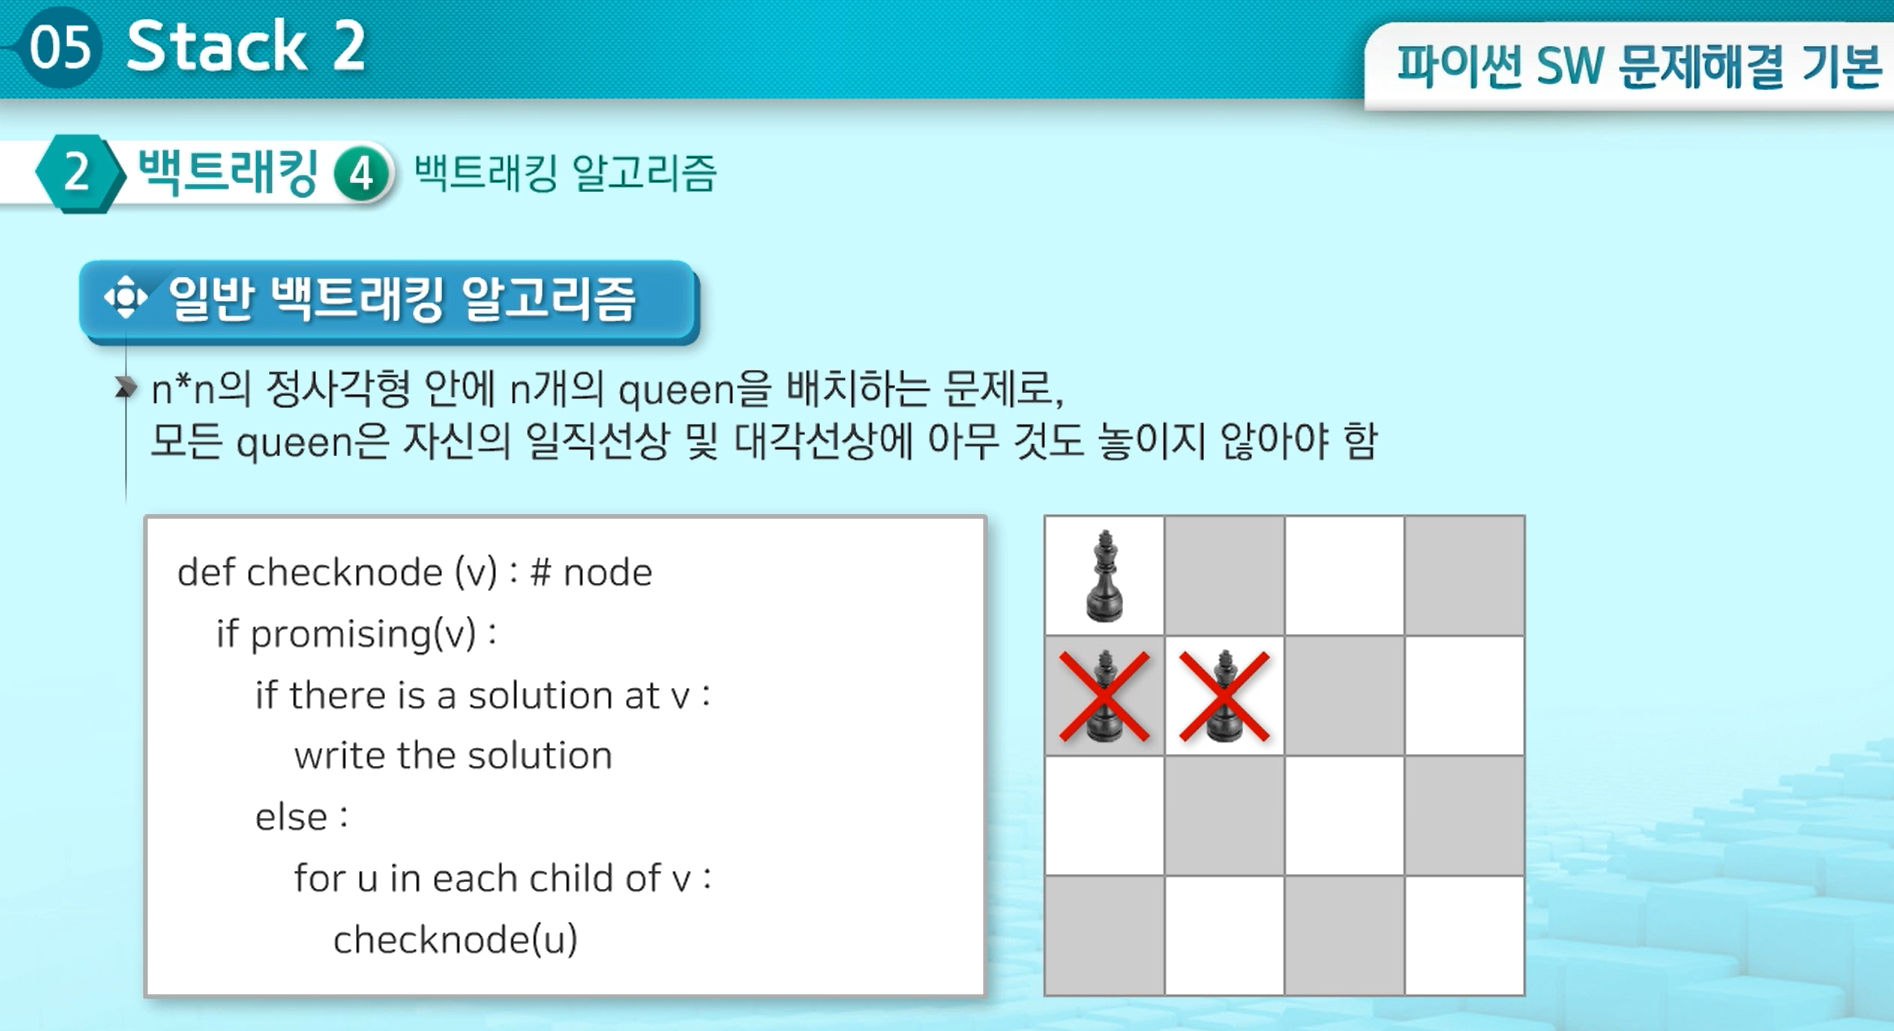 05 Stack 2
파이썬 SW 문제해결 기본
2 백트래킹 4 백트래킹 알고리즘
일반 백트래킹 알고리즘
n*n의 정사각형 안에 n개의 queen을 배치하는 문제로,
모든 queen은 자신의 일직선상 및 대각선상에 아무 것도 놓이지 않아야 함
def checknode (v) : # node
if promising(v) :
if there is a solution at v :
write the solution
else :
for u in each child of v :
checknode(u)